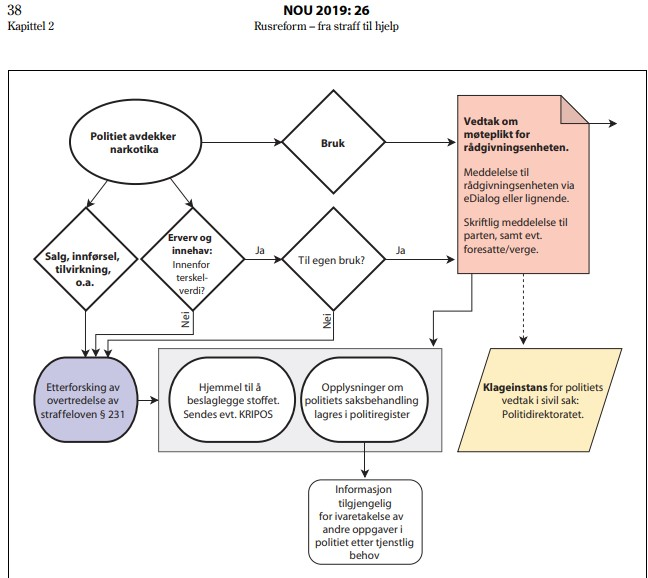 38
NOU 2019: 26
Kapittel 2
Rusreform – fra straff til hjelp
Politiet avdekker
narkotika
Bruk
Vedtak om
møteplikt for
rådgivningsenheten.
Meddelelse til
rådgivningsenheten via
eDialog eller lignende.
Skriftlig meddelelse til
parten, samt evt.
foresatte/verge.
Salg, innførsel,
tilvirkning,
o.a.
Erverv og
innehav:
Innenfor
terskel-
verdi?
Ja
Til egen bruk?
Ja
Nei
Nei
Etterforsking av
overtredelse av
straffeloven § 231
Hjemmel til å
beslaglegge stoffet.
Sendes evt. KRIPOS
Opplysninger om
politiets saksbehandling
lagres i politiregister
Klageinstans for politiets
vedtak i sivil sak:
Politidirektoratet.
Informasjon
tilgjengelig
for ivaretakelse av
andre oppgaver i
politiet etter tjenstlig
behov